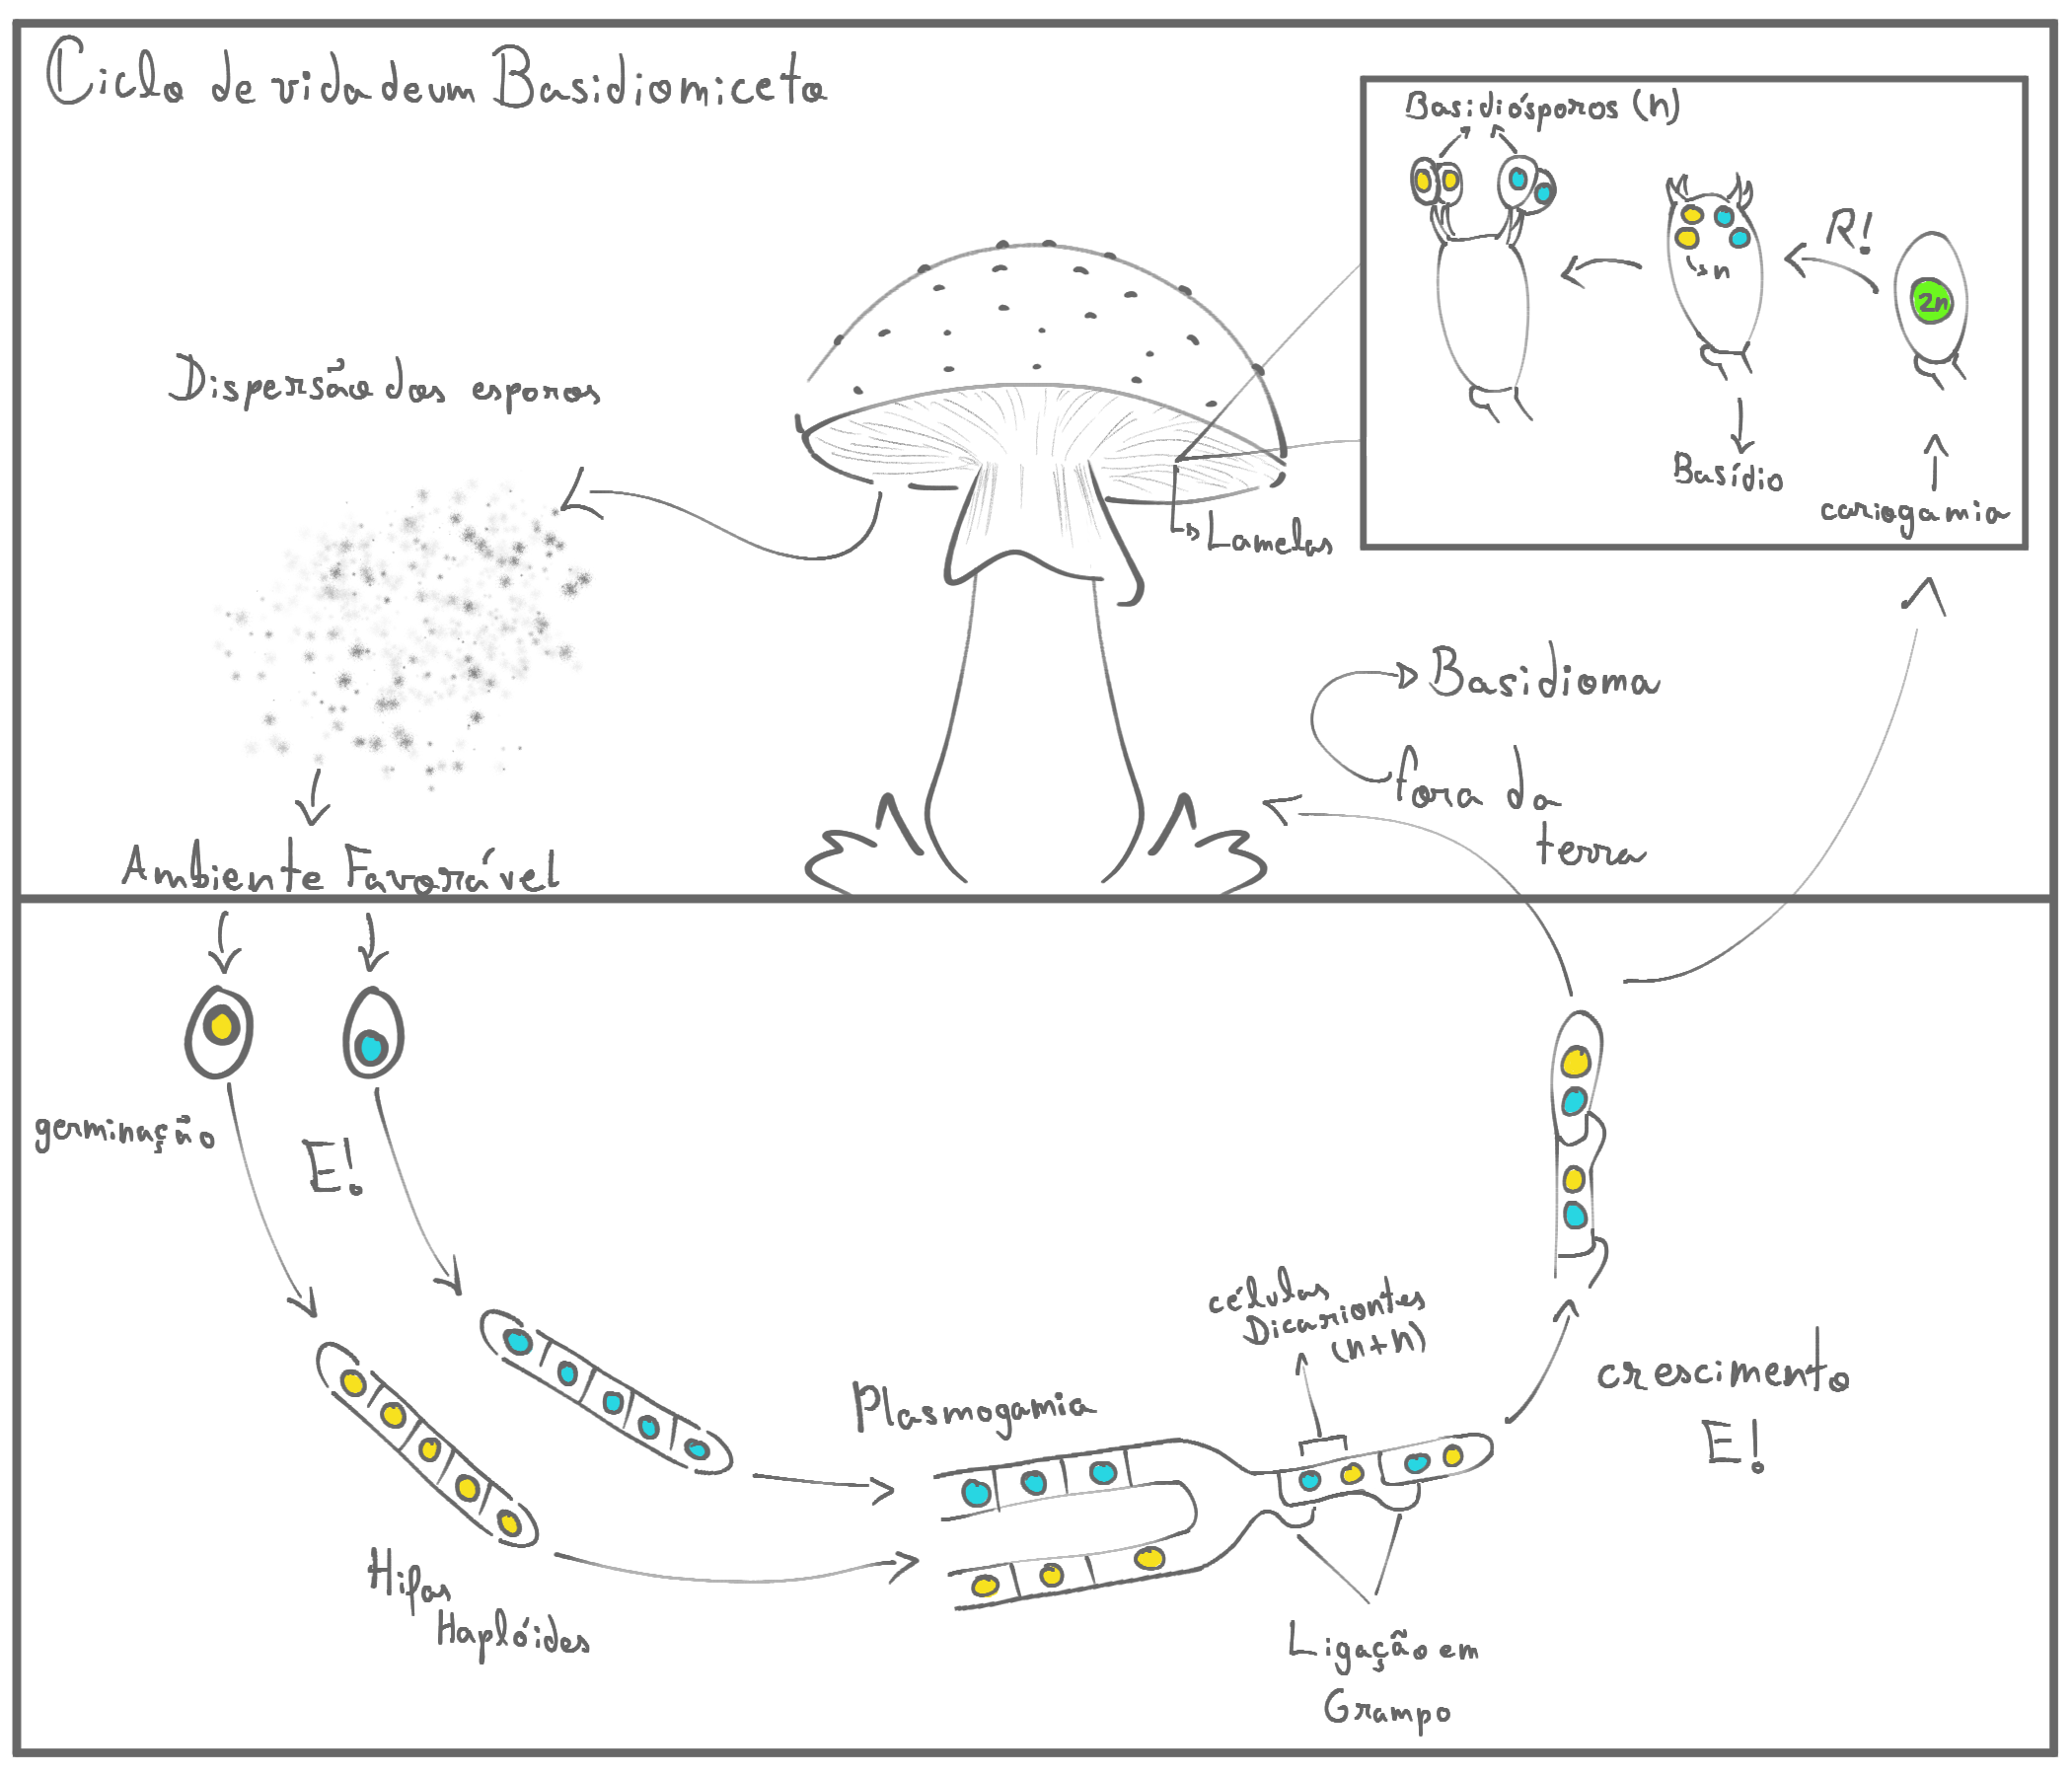 Ciclo de vida de um Basidiomiceto
Basidiósporos (n)
R!
n
2n
Basídio
cariogamia
Lamelas
Dispersão dos esporos
Basidioma
fora da
terra
Ambiente Favorável
germinação
E!
Hifas
Haplóides
Plasmogamia
células
Dicariontes
(n+n)
Ligação em
Grampo
crescimento
E!